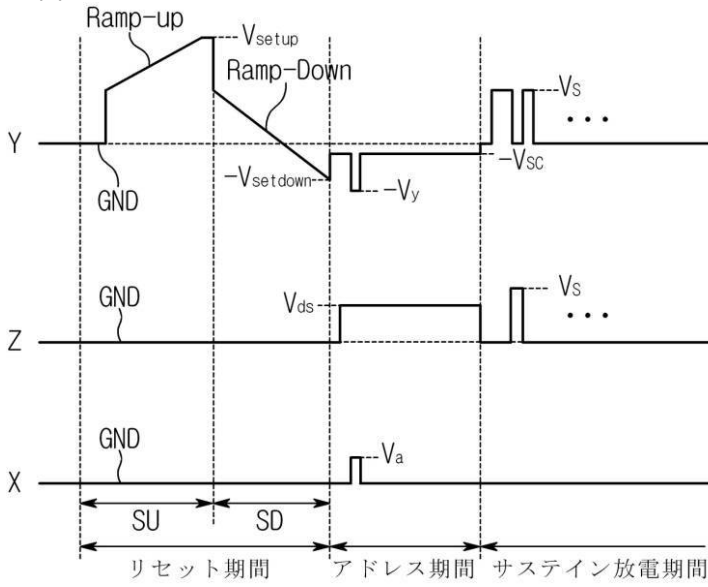 Ramp-up
Vsetup
Ramp-Down
VS
Y
GND
-Vsetdown
-Vy
-VSC
GND
Vds
VS
Z
GND
Va
X
SU
SD
リセット期間
アドレス期間
サステイン放電期間